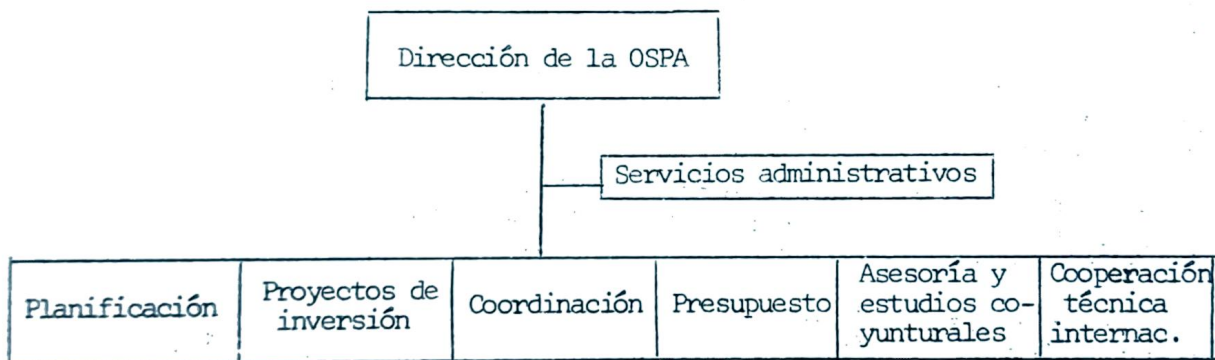 Dirección de la OSPA
Servicios administrativos
Planificación
Proyectos de
inversión
Coordinación
Presupuesto
Asesoría y
estudios co-
yunturales
Cooperación
técnica
internac.